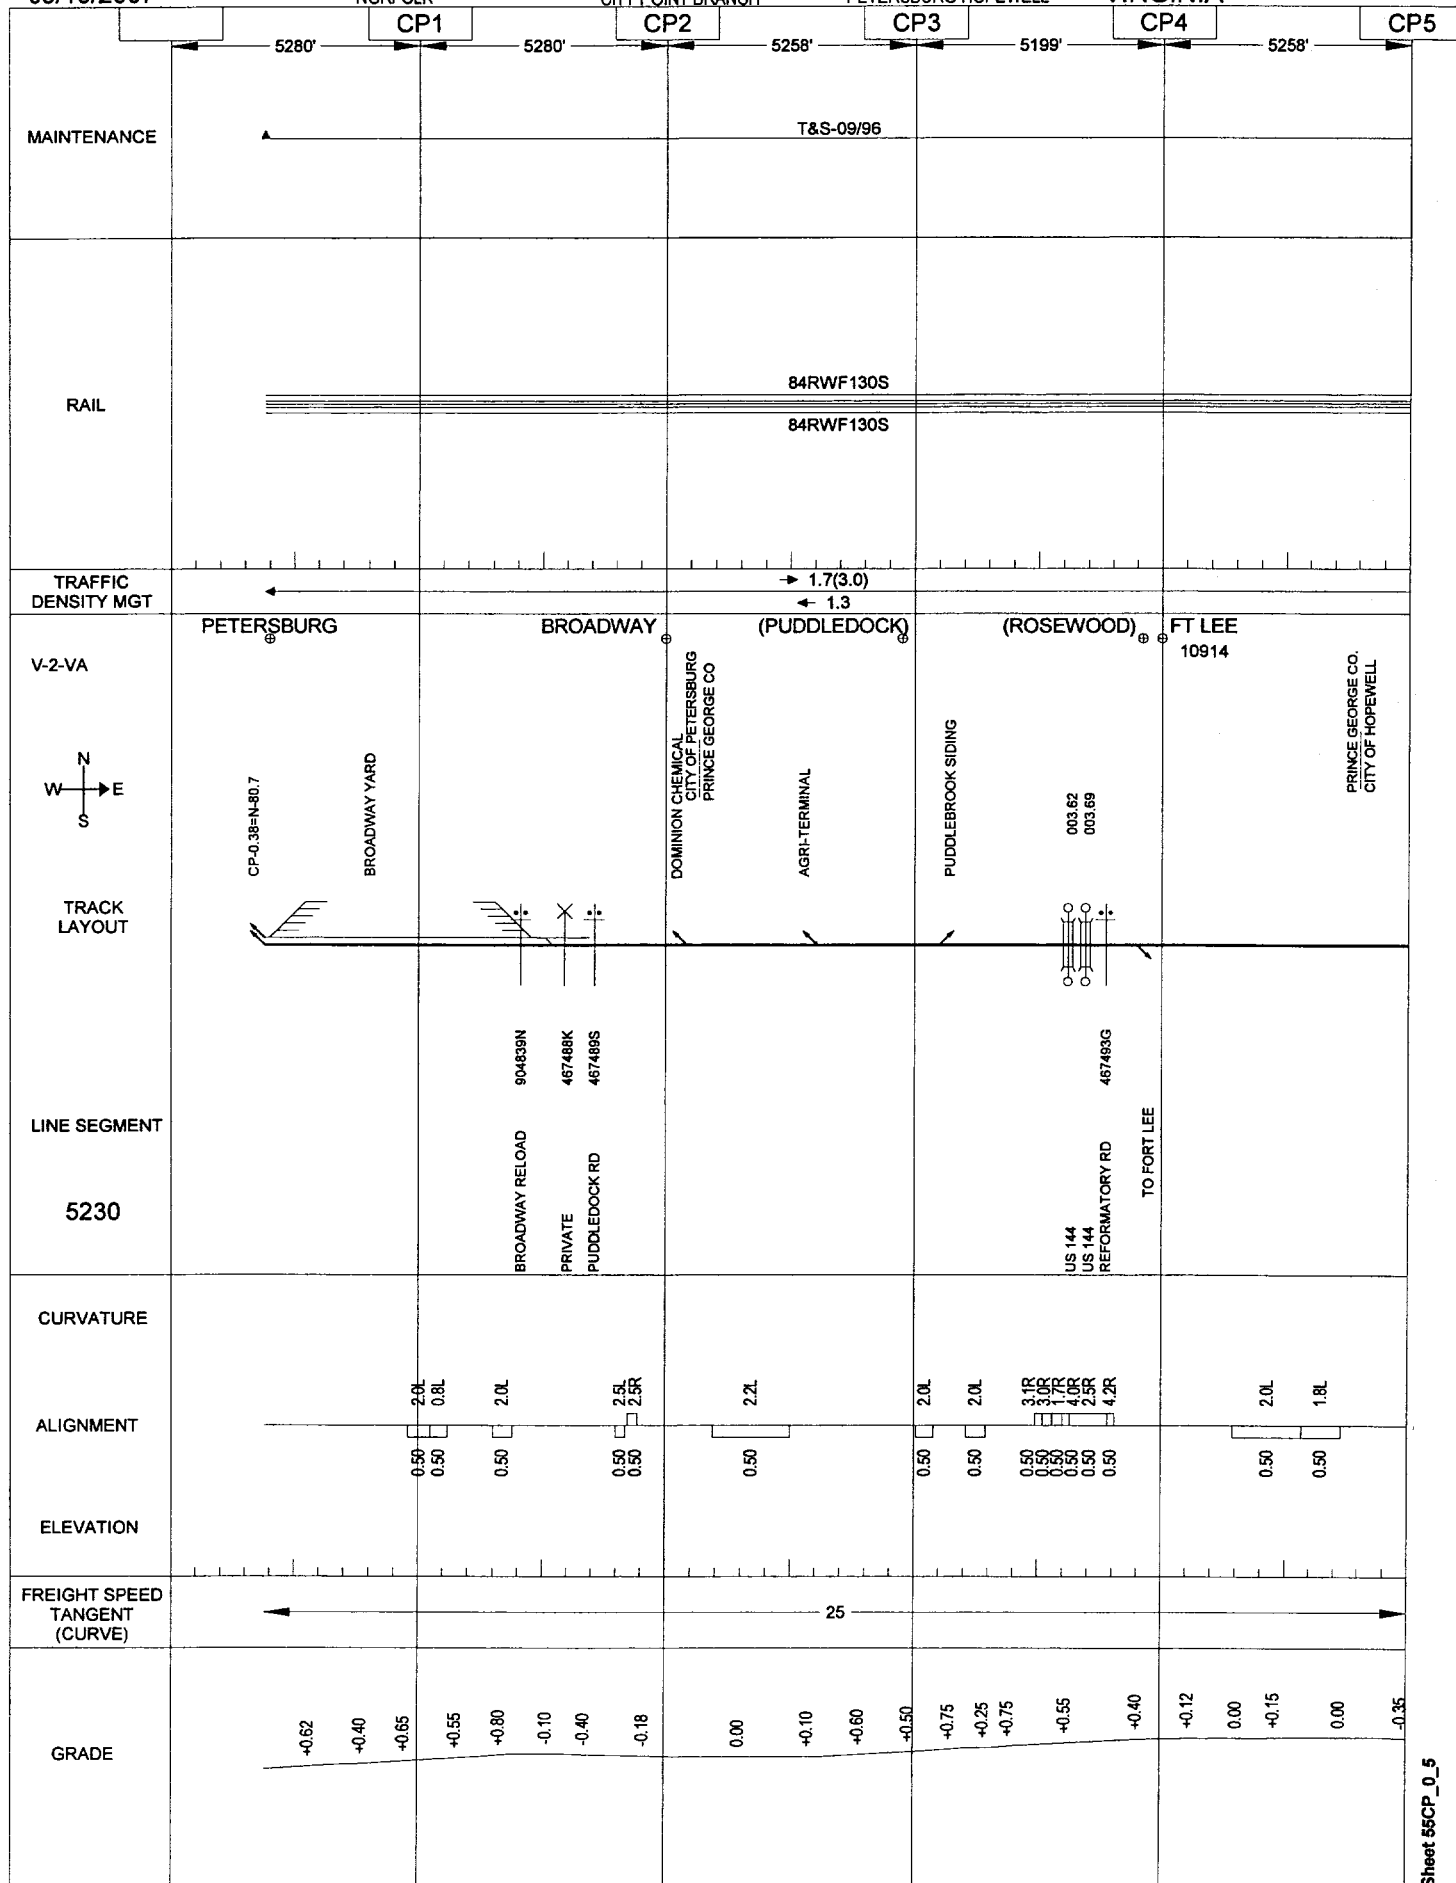 CP1 CP2 CP3 CP4 CP5
5280' 5280' 5258' 5199' 5258'
MAINTENANCE
T&S-09/96
RAIL
84RWF130S
84RWF130S
TRAFFIC
DENSITY MGT
1.7(3.0)
1.3
PETERSBURG BROADWAY (PUDDLEDOCK) (ROSEWOOD) FT LEE
10914
V-2-VA
N
W E
S
CP-0.38=N-80.7
BROADWAY YARD
DOMINION CHEMICAL
CITY OF PETERSBURG
PRINCE GEORGE CO
AGRI-TERMINAL
PUDDLEBROOK SIDING
003.62
003.69
PRINCE GEORGE CO.
CITY OF HOPEWELL
TRACK
LAYOUT
904839N
467488K
467489S
467493G
LINE SEGMENT
5230
BROADWAY RELOAD
PRIVATE
PUDDLEDOCK RD
US 144
US 144
REFORMATORY RD
TO FORT LEE
CURVATURE
2.0L 0.8L 2.0L 2.5L 2.5R 2.2L 2.0L 2.0L 3.1R 3.0R 1.7R 4.0R 2.5R 4.2R 2.0L 1.8L
ALIGNMENT
0.50 0.50 0.50 0.50 0.50 0.50 0.50 0.50 0.50 0.50 0.50 0.50 0.50 0.50 0.50 0.50
ELEVATION
FREIGHT SPEED
TANGENT
(CURVE)
25
GRADE
+0.62 +0.40 +0.65 +0.55 +0.80 -0.10 -0.40 -0.18 0.00 +0.10 +0.60 +0.50 +0.75 +0.25 +0.75 +0.55 +0.40 +0.12 0.00 +0.15 0.00 -0.35
Sheet 55CP_0_5